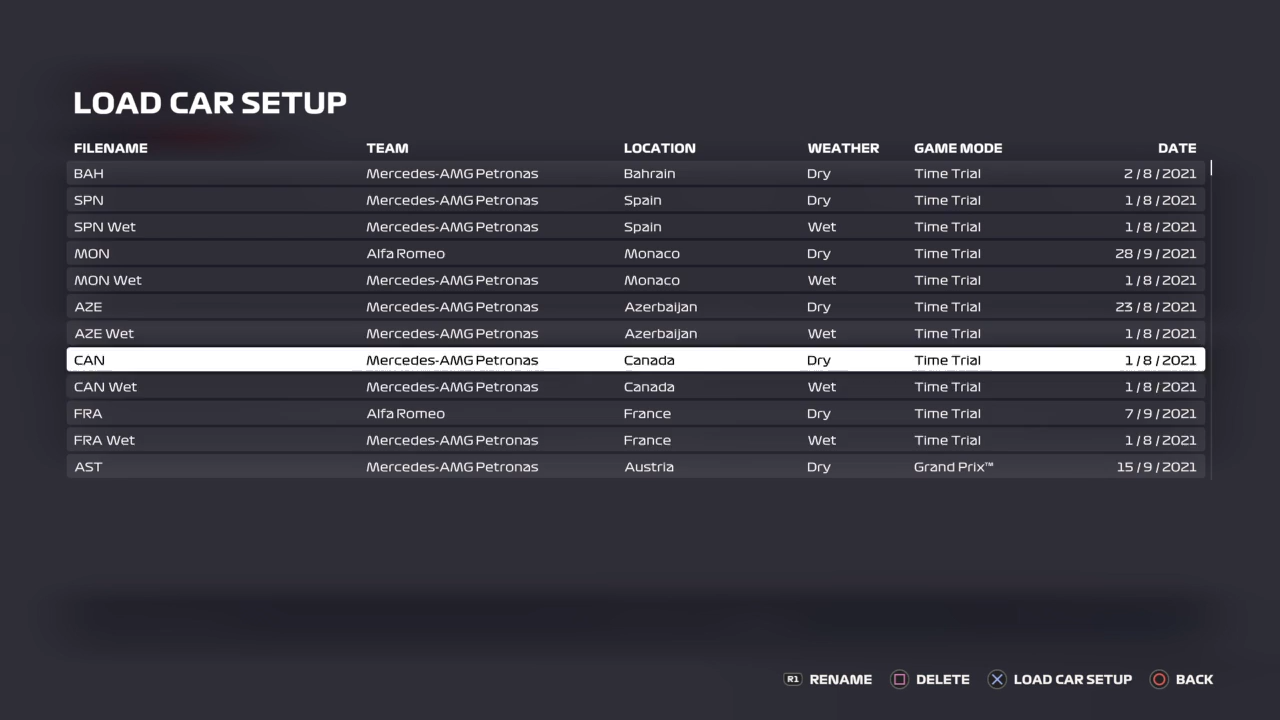 LOAD CAR SETUP
FILENAME TEAM LOCATION WEATHER GAME MODE DATE
BAH Mercedes-AMG Petronas Bahrain Dry Time Trial 2 / 8 / 2021
SPN Mercedes-AMG Petronas Spain Dry Time Trial 1 / 8 / 2021
SPN Wet Mercedes-AMG Petronas Spain Wet Time Trial 1 / 8 / 2021
MON Alfa Romeo Monaco Dry Time Trial 28 / 9 / 2021
MON Wet Mercedes-AMG Petronas Monaco Wet Time Trial 1 / 8 / 2021
AZE Mercedes-AMG Petronas Azerbaijan Dry Time Trial 23 / 8 / 2021
AZE Wet Mercedes-AMG Petronas Azerbaijan Wet Time Trial 1 / 8 / 2021
CAN Mercedes-AMG Petronas Canada Dry Time Trial 1 / 8 / 2021
CAN Wet Mercedes-AMG Petronas Canada Wet Time Trial 1 / 8 / 2021
FRA Alfa Romeo France Dry Time Trial 7 / 9 / 2021
FRA Wet Mercedes-AMG Petronas France Wet Time Trial 1 / 8 / 2021
AST Mercedes-AMG Petronas Austria Dry Grand Prix™ 15 / 9 / 2021
R1 RENAME DELETE LOAD CAR SETUP BACK